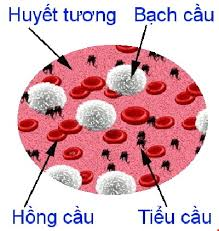 Huyết tương
Bạch cầu
Hồng cầu
Tiểu cầu